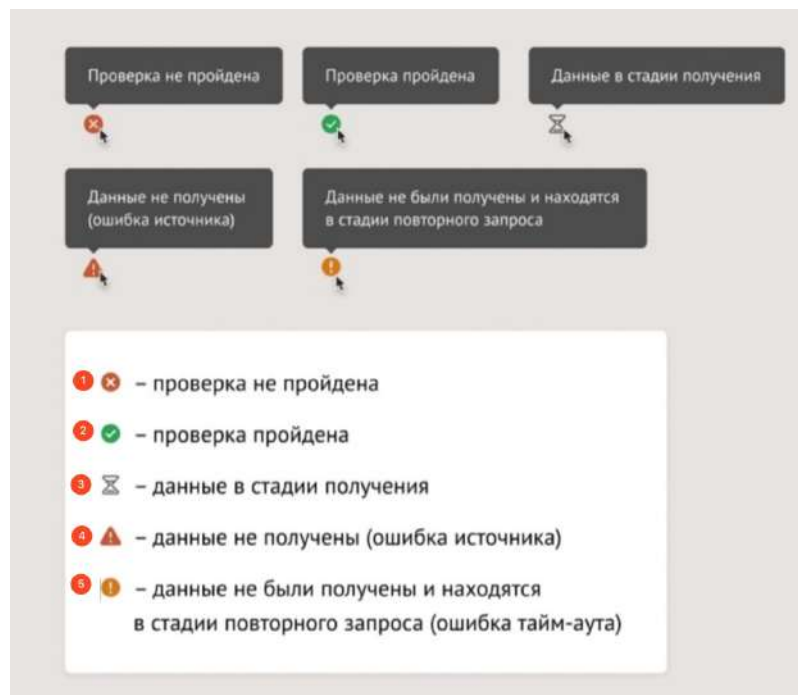 Проверка не пройдена
Проверка пройдена
Данные в стадии получения
Данные не получены
(ошибка источника)
Данные не были получены и находятся
в стадии повторного запроса
1 – проверка не пройдена
2 – проверка пройдена
3 – данные в стадии получения
4 – данные не получены (ошибка источника)
5 – данные не были получены и находятся
в стадии повторного запроса (ошибка тайм-аута)